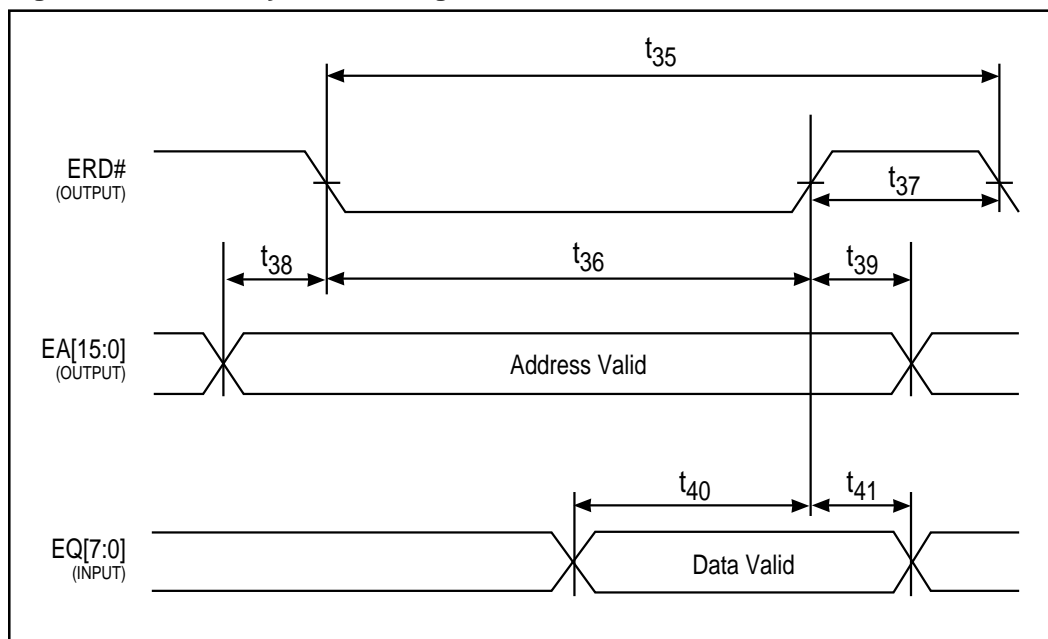 t35
ERD#
(OUTPUT)
t37
t38
t36
t39
EA[15:0]
(OUTPUT)
Address Valid
t40
t41
EQ[7:0]
(INPUT)
Data Valid